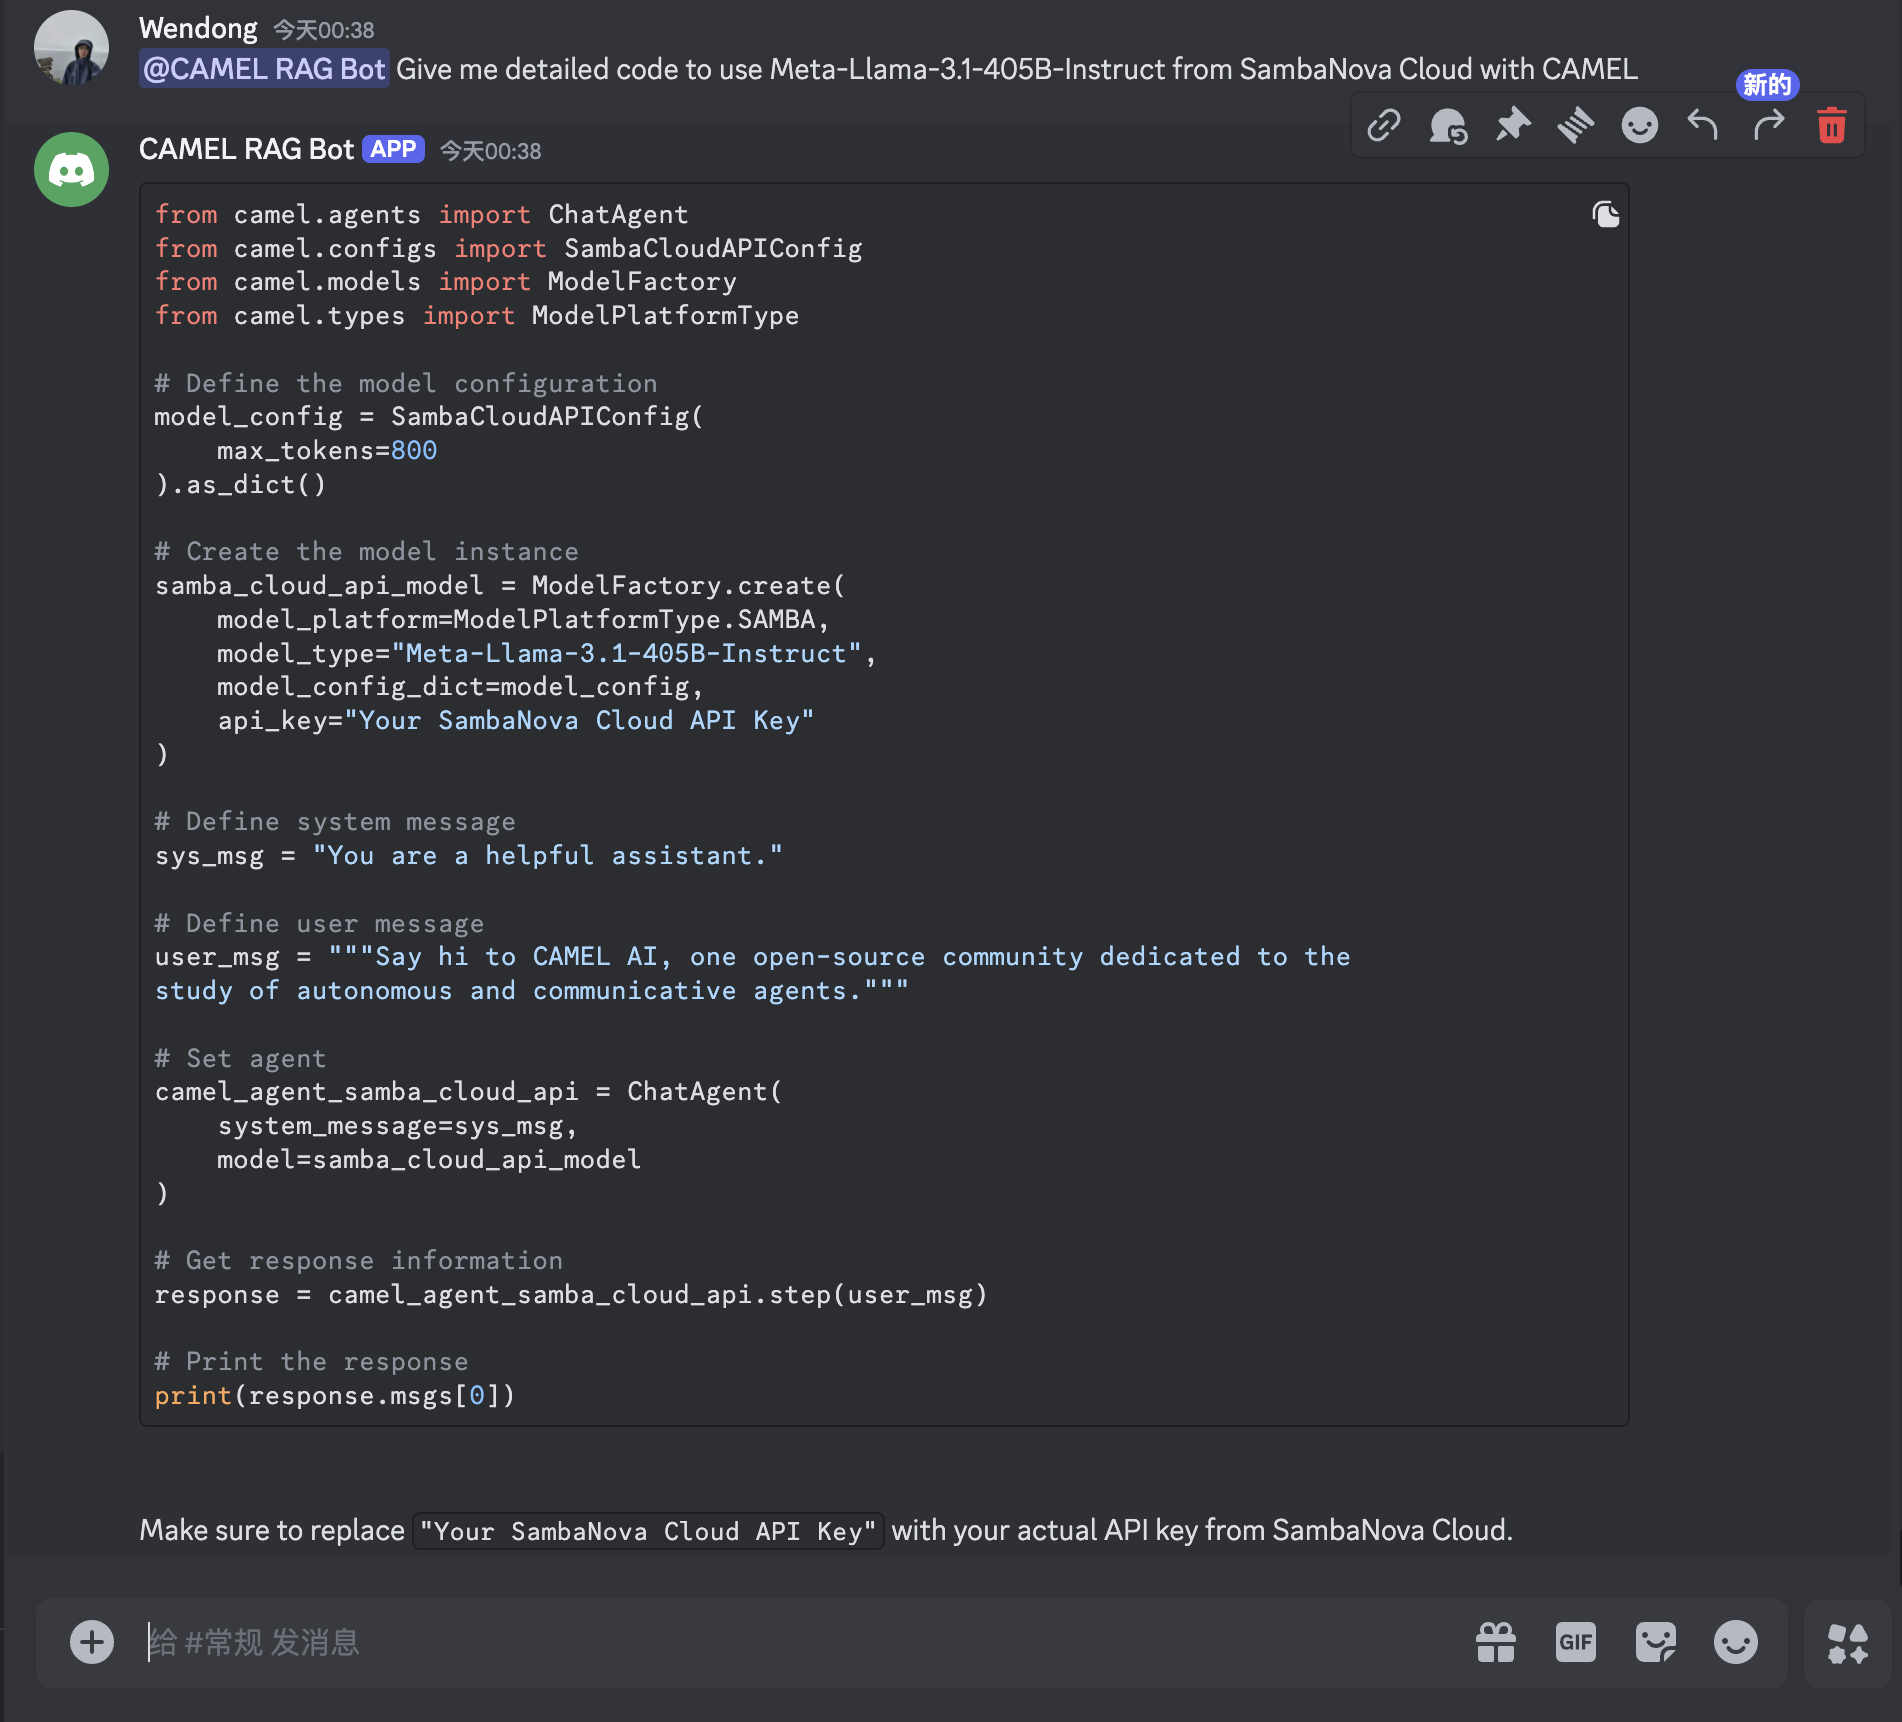 Wendong 今天00:38
@CAMEL RAG Bot Give me detailed code to use Meta-Llama-3.1-405B-Instruct from SambaNova Cloud with CAMEL
新的
CAMEL RAG Bot APP 今天00:38
from camel.agents import ChatAgent
from camel.configs import SambaCloudAPIConfig
from camel.models import ModelFactory
from camel.types import ModelPlatformType

# Define the model configuration
model_config = SambaCloudAPIConfig(
    max_tokens=800
).as_dict()

# Create the model instance
samba_cloud_api_model = ModelFactory.create(
    model_platform=ModelPlatformType.SAMBA,
    model_type="Meta-Llama-3.1-405B-Instruct",
    model_config_dict=model_config,
    api_key="Your SambaNova Cloud API Key"
)

# Define system message
sys_msg = "You are a helpful assistant."

# Define user message
user_msg = """Say hi to CAMEL AI, one open-source community dedicated to the
study of autonomous and communicative agents."""

# Set agent
camel_agent_samba_cloud_api = ChatAgent(
    system_message=sys_msg,
    model=samba_cloud_api_model
)

# Get response information
response = camel_agent_samba_cloud_api.step(user_msg)

# Print the response
print(response.msgs[0])

Make sure to replace "Your SambaNova Cloud API Key" with your actual API key from SambaNova Cloud.
给 #常规 发消息
GIF